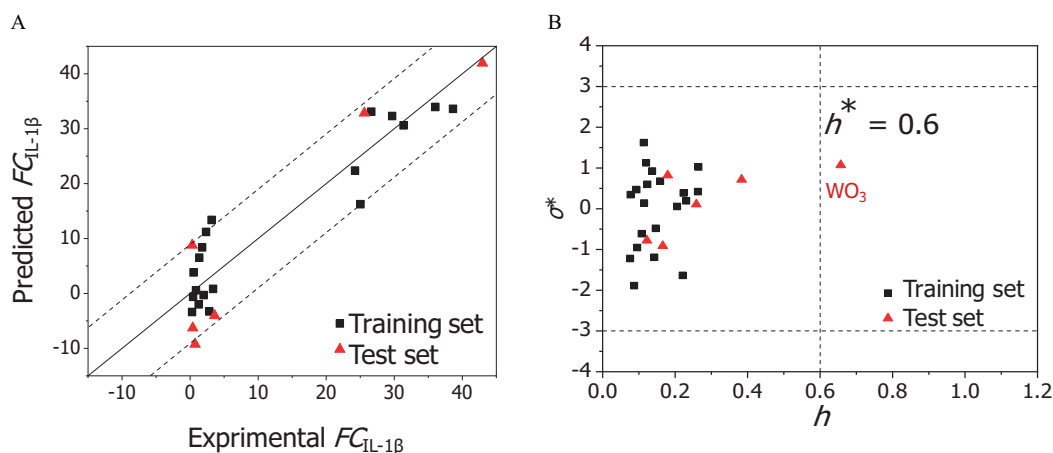 A
40
30
20
10
0
-10
Predicted FC_IL-1β
-10
0
10
20
30
40
Exprimental FC_IL-1β
Training set
Test set
B
4
3
2
1
0
-1
-2
-3
-4
σ*
h* = 0.6
WO3
Training set
Test set
0.0
0.2
0.4
0.6
0.8
1.0
1.2
h